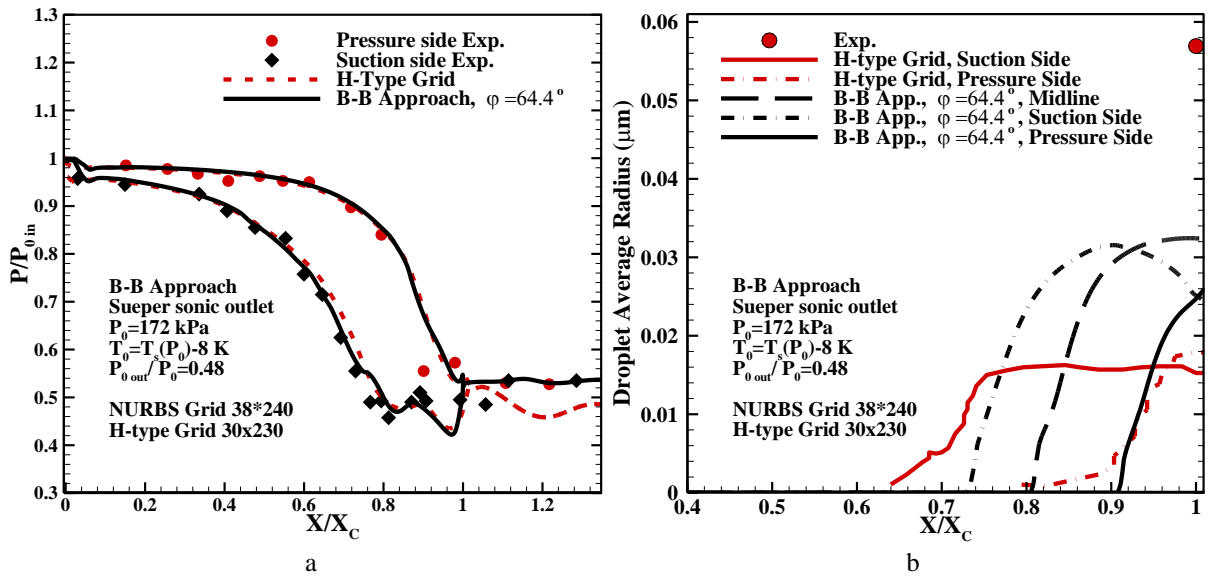 1.3
1.2
1.1
1
0.9
0.8
0.7
0.6
0.5
0.4
0.3
P/P0 in
Pressure side Exp.
Suction side Exp.
H-Type Grid
B-B Approach, φ =64.4°
B-B Approach
Sueper sonic outlet
P0=172 kPa
T0=Ts(P0)-8 K
P0 out/ P0=0.48
NURBS Grid 38*240
H-type Grid 30x230
0 0.2 0.4 0.6 0.8 1 1.2
X/XC
a
0.06
0.05
0.04
0.03
0.02
0.01
0
Droplet Average Radius (μm)
Exp.
H-type Grid, Suction Side
H-type Grid, Pressure Side
B-B App., φ =64.4°, Midline
B-B App., φ =64.4°, Suction Side
B-B App., φ =64.4°, Pressure Side
B-B Approach
Sueper sonic outlet
P0=172 kPa
T0=Ts(P0)-8 K
P0 out/ P0=0.48
NURBS Grid 38*240
H-type Grid 30x230
0.4 0.5 0.6 0.7 0.8 0.9 1
X/XC
b